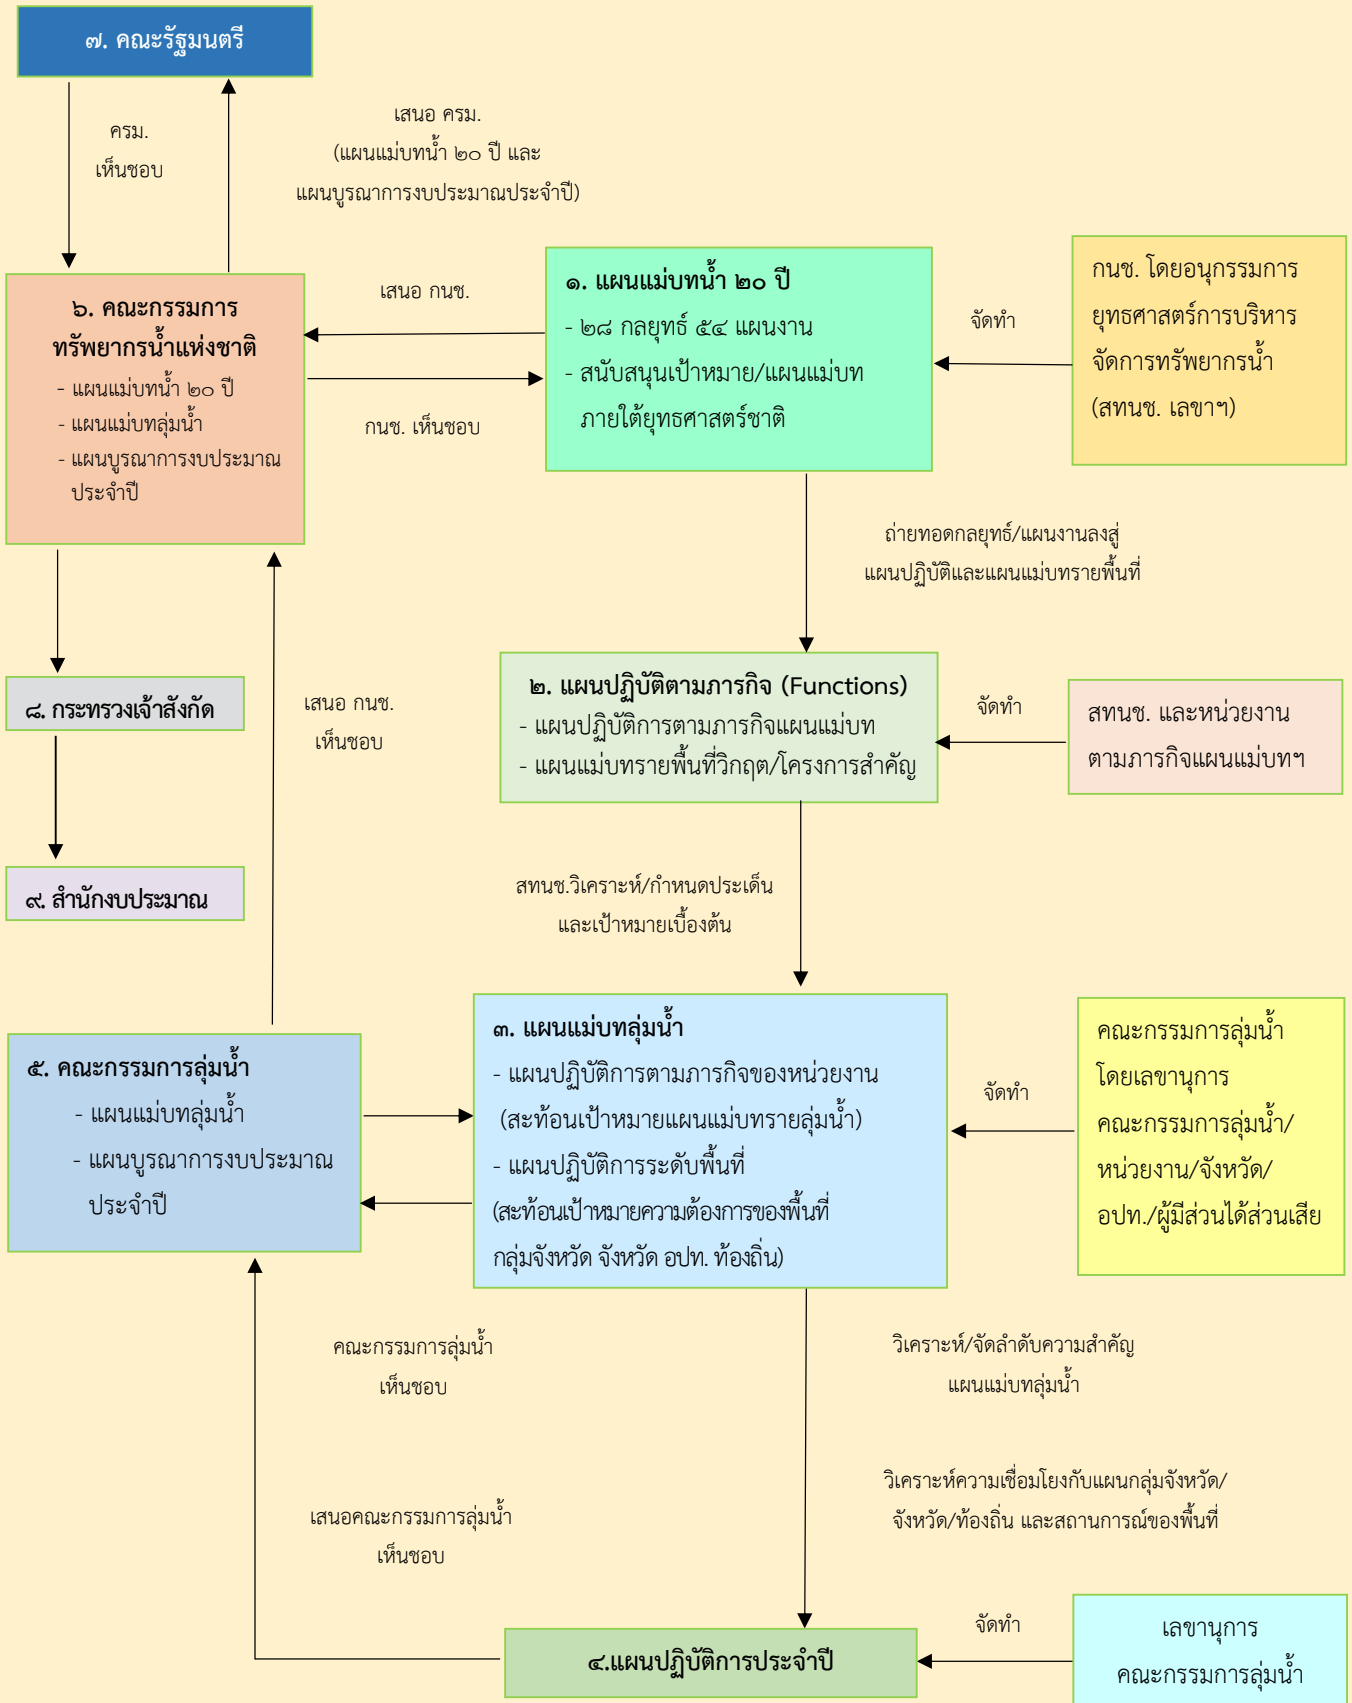 ๗. คณะรัฐมนตรี
ครม.
เห็นชอบ
เสนอ ครม.
(แผนแม่บทน้ำ ๒๐ ปี และ
แผนบูรณาการงบประมาณประจำปี)
๖. คณะกรรมการ
ทรัพยากรน้ำแห่งชาติ
- แผนแม่บทน้ำ ๒๐ ปี
- แผนแม่บทลุ่มน้ำ
- แผนบูรณาการงบประมาณ
ประจำปี
เสนอ กนช.
กนช. เห็นชอบ
๑. แผนแม่บทน้ำ ๒๐ ปี
- ๒๘ กลยุทธ์ ๕๔ แผนงาน
- สนับสนุนเป้าหมาย/แผนแม่บท
ภายใต้ยุทธศาสตร์ชาติ
จัดทำ
กนช. โดยอนุกรรมการ
ยุทธศาสตร์การบริหาร
จัดการทรัพยากรน้ำ
(สทนช. เลขาฯ)
ถ่ายทอดกลยุทธ์/แผนงานลงสู่
แผนปฏิบัติและแผนแม่บทรายพื้นที่
๘. กระทรวงเจ้าสังกัด
๙. สำนักงบประมาณ
เสนอ กนช.
เห็นชอบ
๒. แผนปฏิบัติตามภารกิจ (Functions)
- แผนปฏิบัติการตามภารกิจแผนแม่บท
- แผนแม่บทรายพื้นที่วิกฤต/โครงการสำคัญ
จัดทำ
สทนช. และหน่วยงาน
ตามภารกิจแผนแม่บทฯ
สทนช.วิเคราะห์/กำหนดประเด็น
และเป้าหมายเบื้องต้น
๕. คณะกรรมการลุ่มน้ำ
- แผนแม่บทลุ่มน้ำ
- แผนบูรณาการงบประมาณ
ประจำปี
๓. แผนแม่บทลุ่มน้ำ
- แผนปฏิบัติการตามภารกิจของหน่วยงาน
(สะท้อนเป้าหมายแผนแม่บทรายลุ่มน้ำ)
- แผนปฏิบัติการระดับพื้นที่
(สะท้อนเป้าหมายความต้องการของพื้นที่
กลุ่มจังหวัด จังหวัด อปท. ท้องถิ่น)
จัดทำ
คณะกรรมการลุ่มน้ำ
โดยเลขานุการ
คณะกรรมการลุ่มน้ำ/
หน่วยงาน/จังหวัด/
อปท./ผู้มีส่วนได้ส่วนเสีย
คณะกรรมการลุ่มน้ำ
เห็นชอบ
วิเคราะห์/จัดลำดับความสำคัญ
แผนแม่บทลุ่มน้ำ
เสนอคณะกรรมการลุ่มน้ำ
เห็นชอบ
วิเคราะห์ความเชื่อมโยงกับแผนกลุ่มจังหวัด/
จังหวัด/ท้องถิ่น และสถานการณ์ของพื้นที่
๔.แผนปฏิบัติการประจำปี
จัดทำ
เลขานุการ
คณะกรรมการลุ่มน้ำ